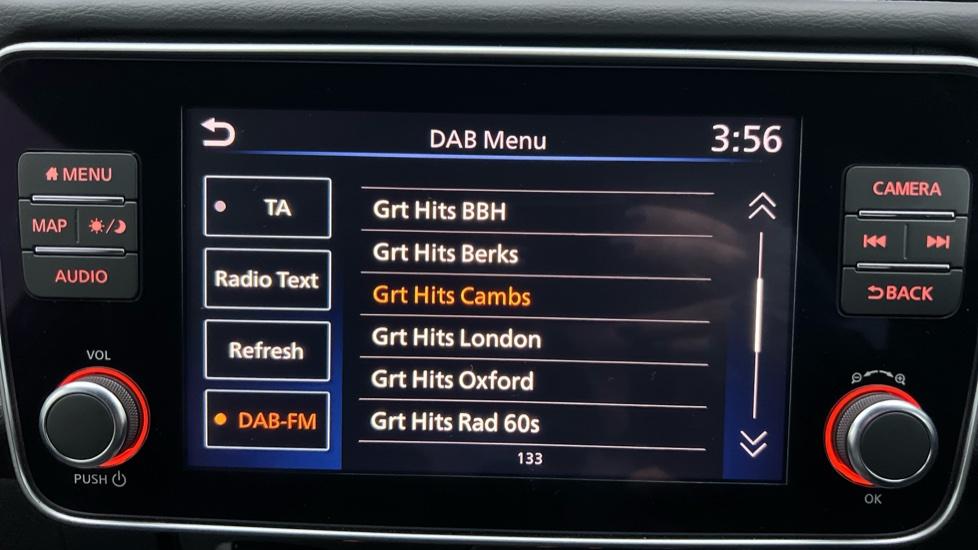 DAB Menu
3:56
MENU
MAP
AUDIO
VOL
PUSH
TA
Radio Text
Refresh
DAB-FM
Grt Hits BBH
Grt Hits Berks
Grt Hits Cambs
Grt Hits London
Grt Hits Oxford
Grt Hits Rad 60s
133
CAMERA
BACK
OK